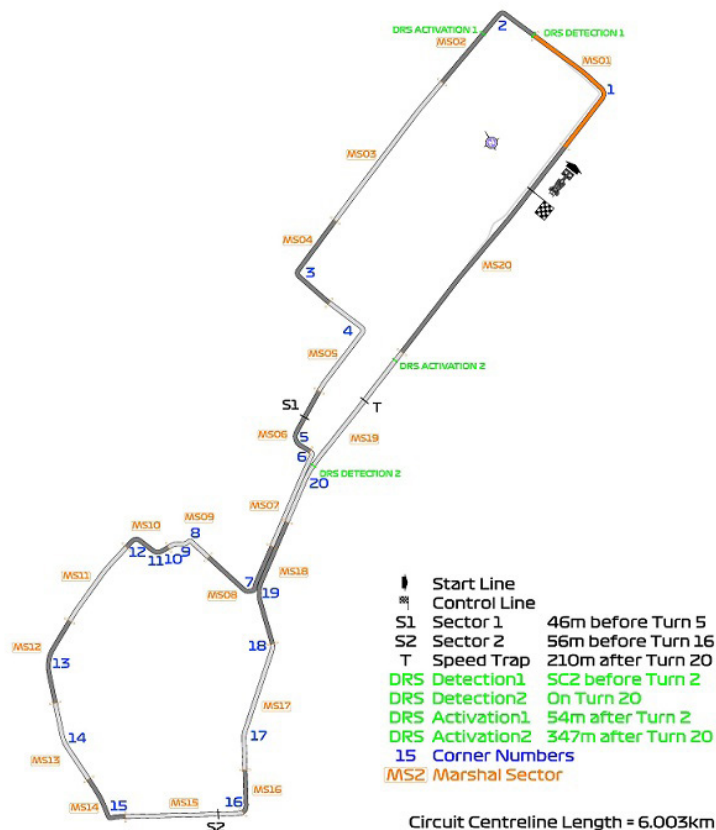 2
DRS ACTIVATION 1
DRS DETECTION 1
MS02
MS01
1
MS03
MS04
MS20
3
4
DRS ACTIVATION 2
MS05
S1
T
MS06
5
MS19
6
DRS DETECTION 2
20
MS07
MS09
8
MS10
12
11
10
9
MS18
MS11
MS08
7
19
MS12
18
13
MS17
14
17
MS13
MS16
MS14
15
MS15
16
S2
Start Line
Control Line
S1 Sector 1 46m before Turn 5
S2 Sector 2 56m before Turn 16
T Speed Trap 210m after Turn 20
DRS Detection1 SC2 before Turn 2
DRS Detection2 On Turn 20
DRS Activation1 54m after Turn 2
DRS Activation2 347m after Turn 20
15 Corner Numbers
MS2 Marshal Sector
Circuit Centreline Length = 6.003km